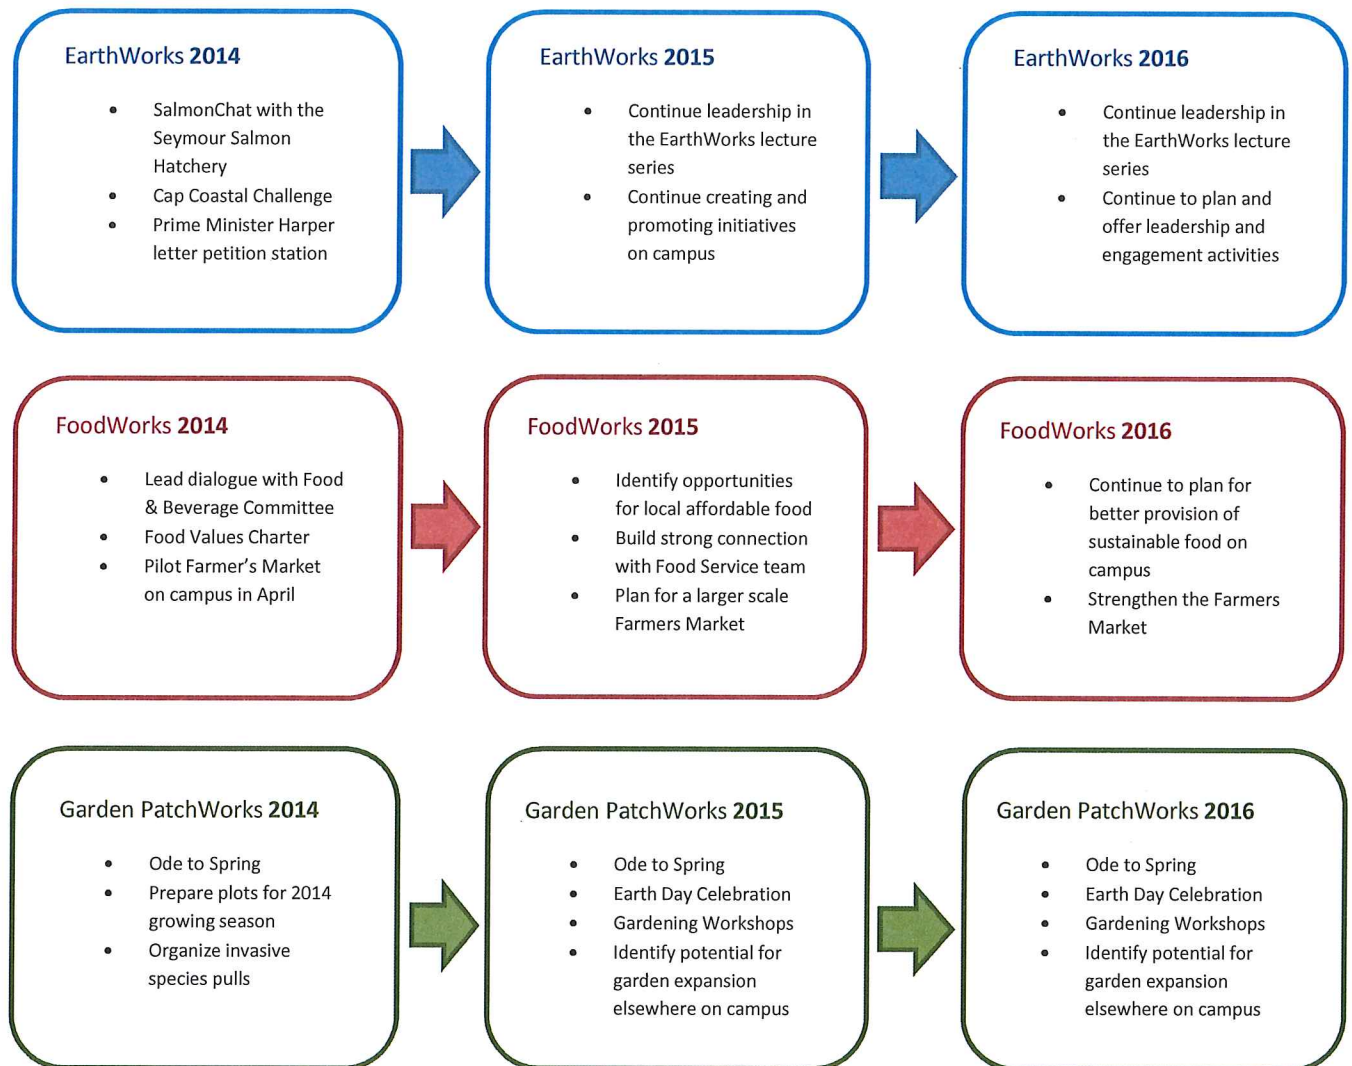 EarthWorks 2014
• SalmonChat with the
Seymour Salmon
Hatchery
• Cap Coastal Challenge
• Prime Minister Harper
letter petition station
EarthWorks 2015
• Continue leadership in
the EarthWorks lecture
series
• Continue creating and
promoting initiatives
on campus
EarthWorks 2016
• Continue leadership in
the EarthWorks lecture
series
• Continue to plan and
offer leadership and
engagement activities
FoodWorks 2014
• Lead dialogue with Food
& Beverage Committee
• Food Values Charter
• Pilot Farmer's Market
on campus in April
FoodWorks 2015
• Identify opportunities
for local affordable food
• Build strong connection
with Food Service team
• Plan for a larger scale
Farmers Market
FoodWorks 2016
• Continue to plan for
better provision of
sustainable food on
campus
• Strengthen the Farmers
Market
Garden PatchWorks 2014
• Ode to Spring
• Prepare plots for 2014
growing season
• Organize invasive
species pulls
Garden PatchWorks 2015
• Ode to Spring
• Earth Day Celebration
• Gardening Workshops
• Identify potential for
garden expansion
elsewhere on campus
Garden PatchWorks 2016
• Ode to Spring
• Earth Day Celebration
• Gardening Workshops
• Identify potential for
garden expansion
elsewhere on campus